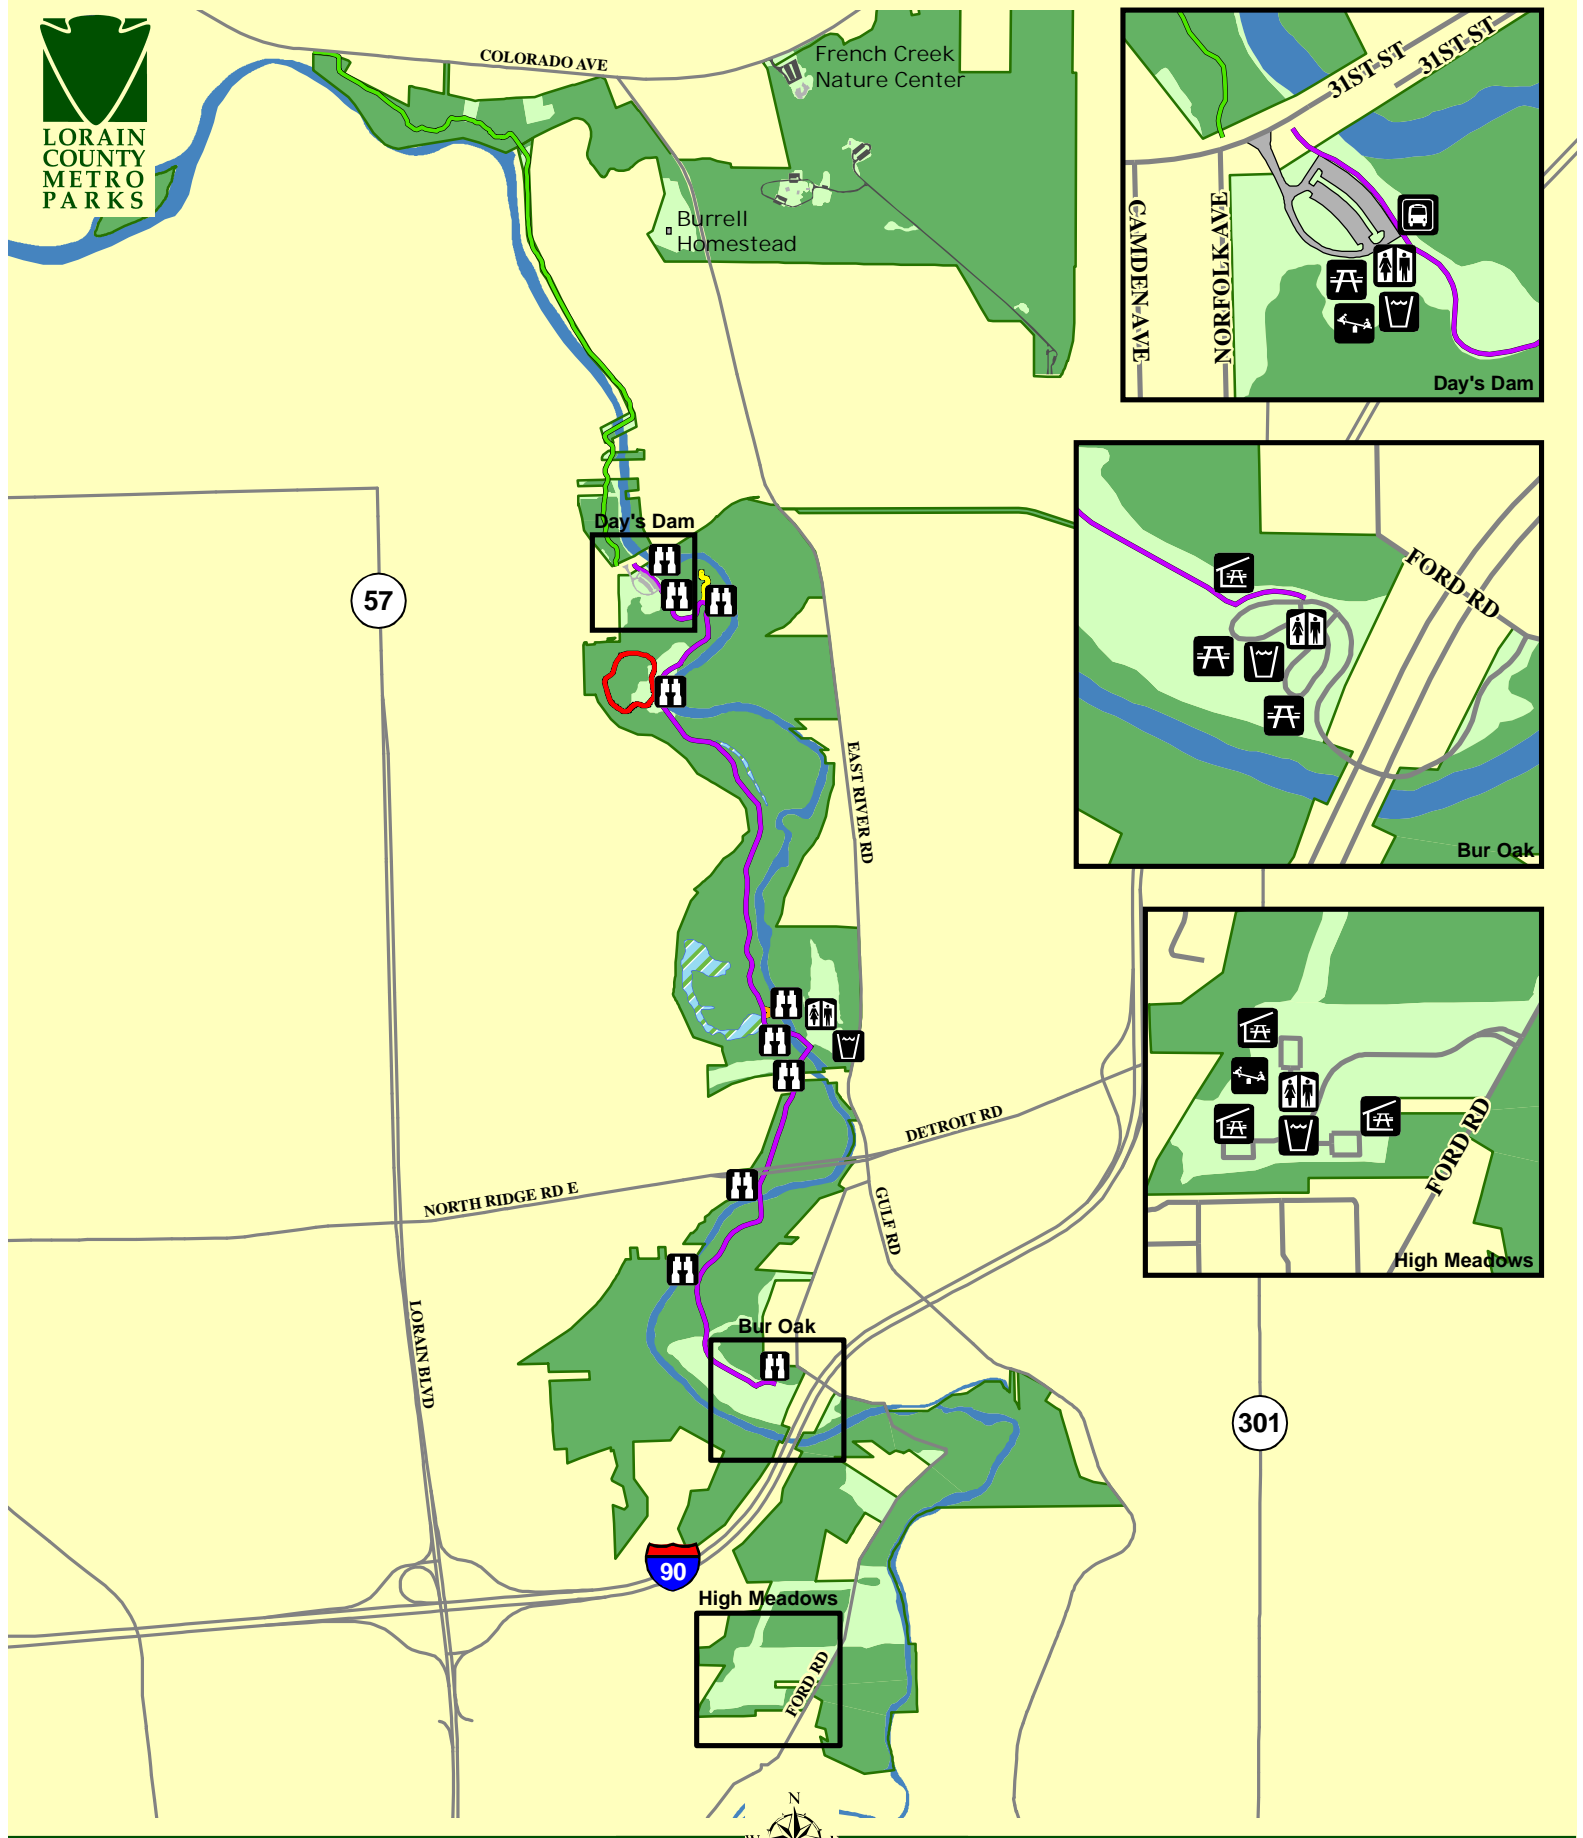 LORAIN
COUNTY
METRO
PARKS
COLORADO AVE
French Creek
Nature Center
Burrell
Homestead
31ST ST
31ST ST
CAMDEN AVE
NORFOLK AVE
Day's Dam
57
Day's Dam
FORD RD
Bur Oak
EAST RIVER RD
DETROIT RD
NORTH RIDGE RD E
GULF RD
FORD RD
High Meadows
LORAIN BLVD
Bur Oak
301
90
High Meadows
FORD RD
N